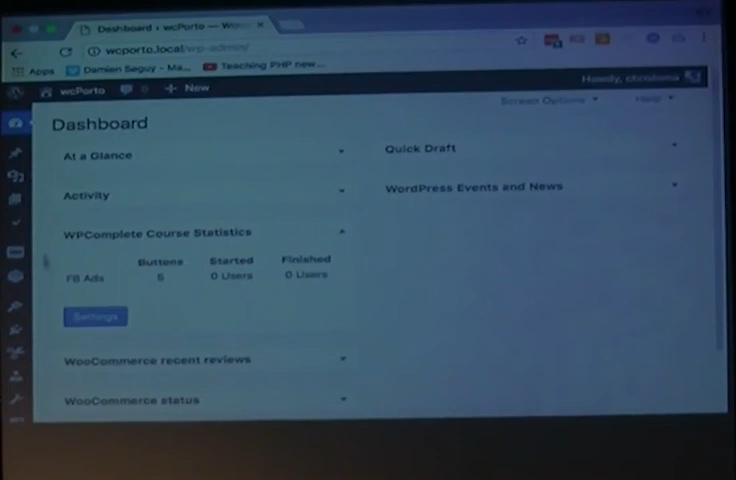 Dashboard ‹ wcPorto — Wo
wcporto.local/wp-admin/
Apps Damien Seguy - Ma... Teaching PHP new...
wcPorto 0 New Howdy,
Screen Options Help
Dashboard
At a Glance
Quick Draft
Activity
WordPress Events and News
WPComplete Course Statistics
Buttons Started Finished
FB Ads 5 0 Users 0 Users
Settings
WooCommerce recent reviews
WooCommerce status